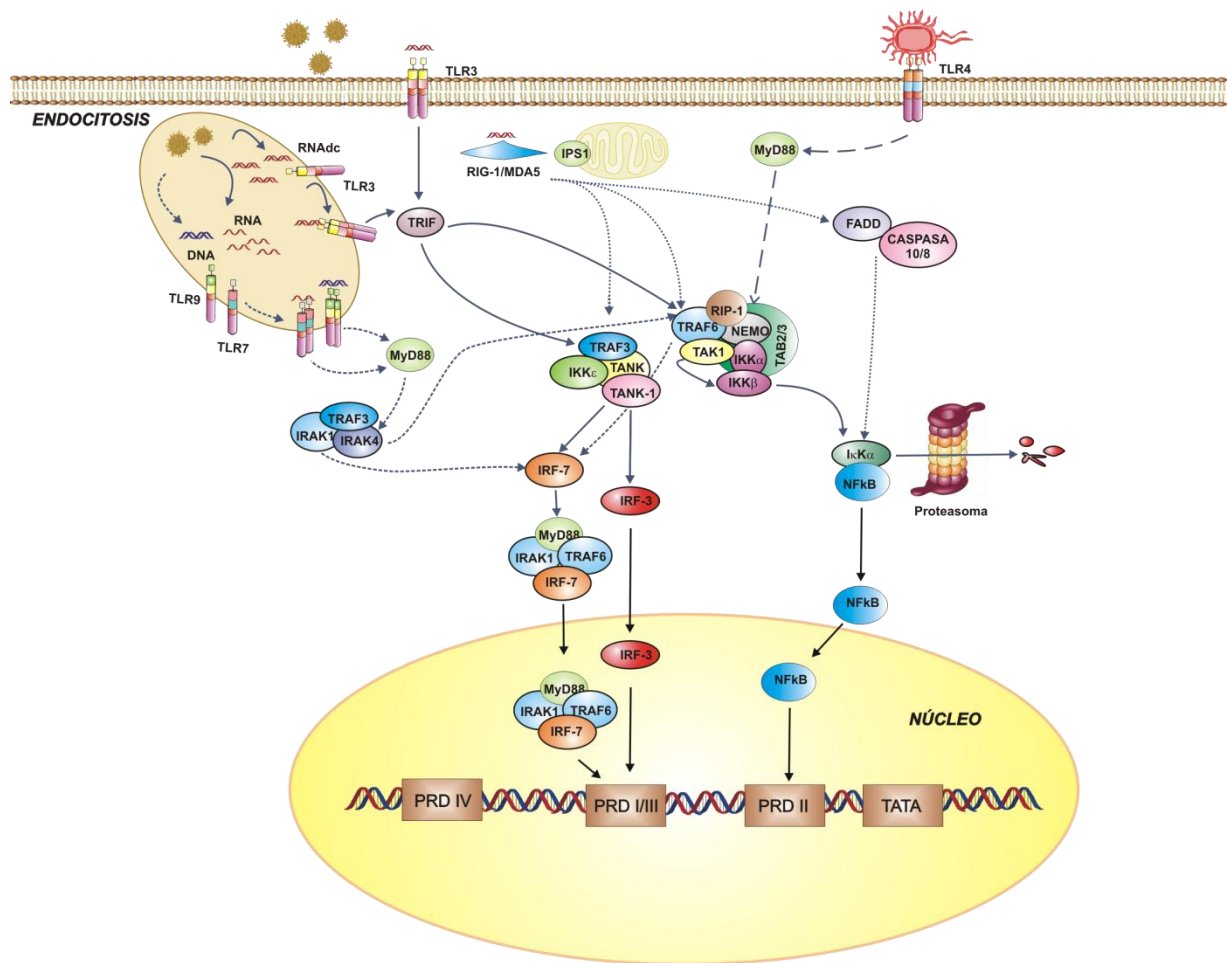 TLR3
TLR4
ENDOCITOSIS
RNAdc
TLR3
IPS1
RIG-1/MDA5
MyD88
TRIF
RNA
DNA
FADD
CASPASA
10/8
TLR9
TLR7
RIP-1
TRAF6
NEMO
TAB2/3
TAK1
IKKα
IKKβ
TRAF3
IKKε
TANK
TANK-1
MyD88
TRAF3
IRAK1
IRAK4
IRF-7
IRF-3
IκKα
NFkB
Proteasoma
MyD88
IRAK1
TRAF6
IRF-7
NFkB
IRF-3
NFkB
MyD88
IRAK1
TRAF6
IRF-7
NÚCLEO
PRD IV
PRD I/III
PRD II
TATA